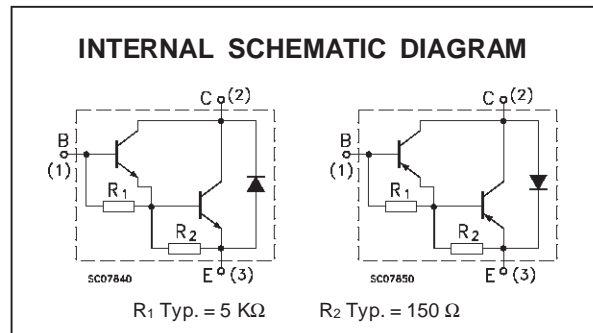 INTERNAL SCHEMATIC DIAGRAM
C (2)
B
(1)
R1
R2
E (3)
SC07840
C (2)
B
(1)
R1
R2
E (3)
SC07850
R1 Typ. = 5 KΩ R2 Typ. = 150 Ω